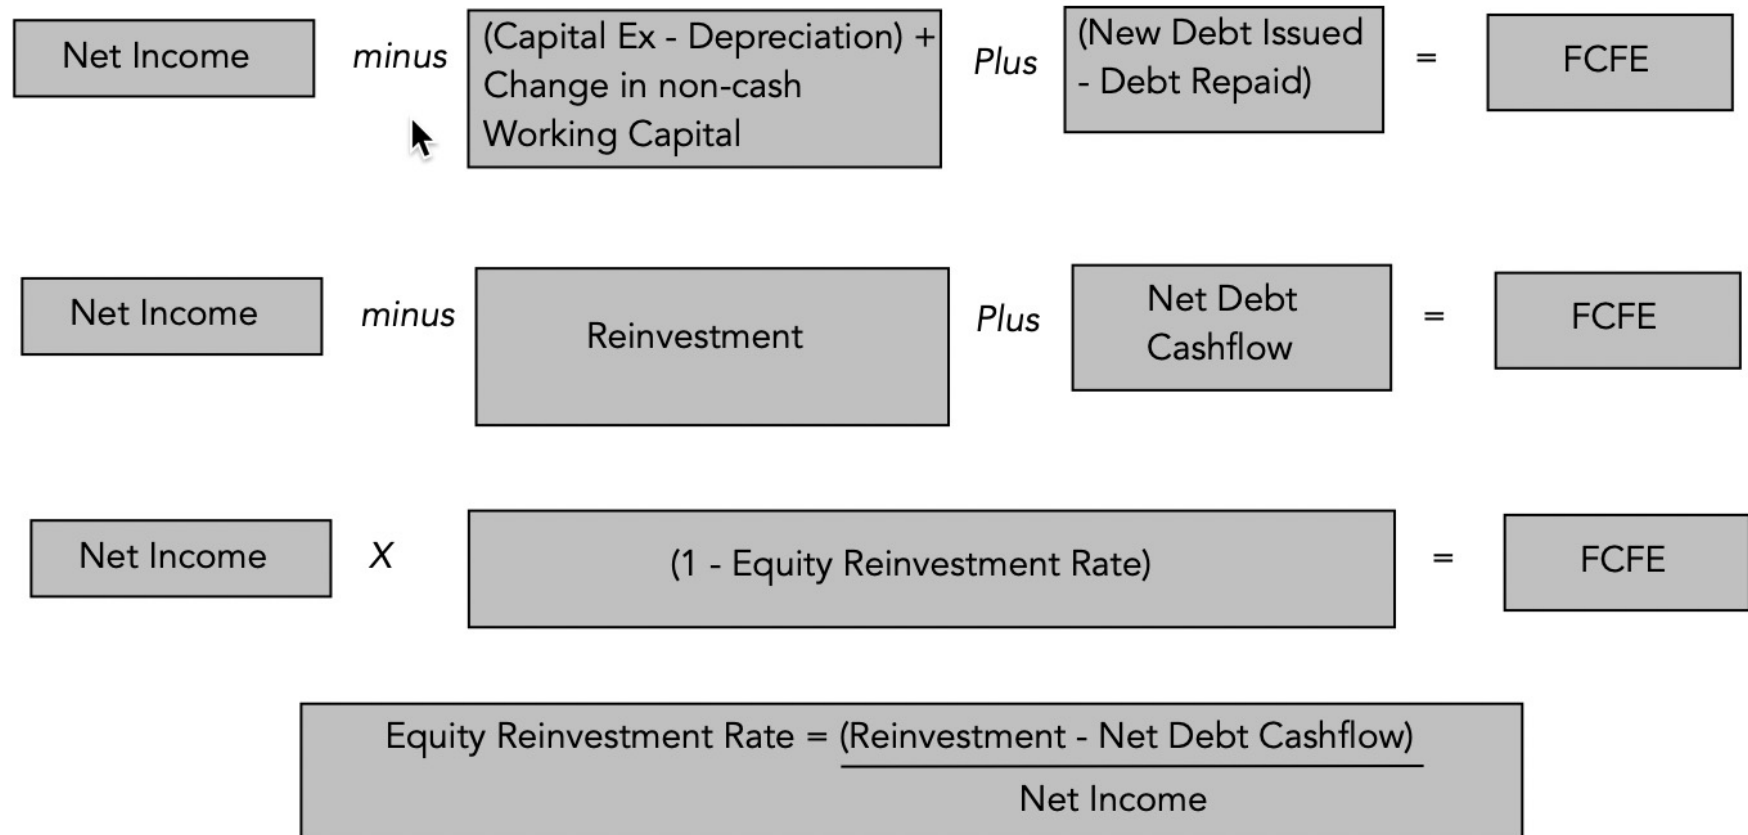 Net Income minus (Capital Ex - Depreciation) + Plus (New Debt Issued = FCFE
Change in non-cash - Debt Repaid)
Working Capital
Net Income minus Reinvestment Plus Net Debt = FCFE
Cashflow
Net Income X (1 - Equity Reinvestment Rate) = FCFE
Equity Reinvestment Rate = (Reinvestment - Net Debt Cashflow)
Net Income